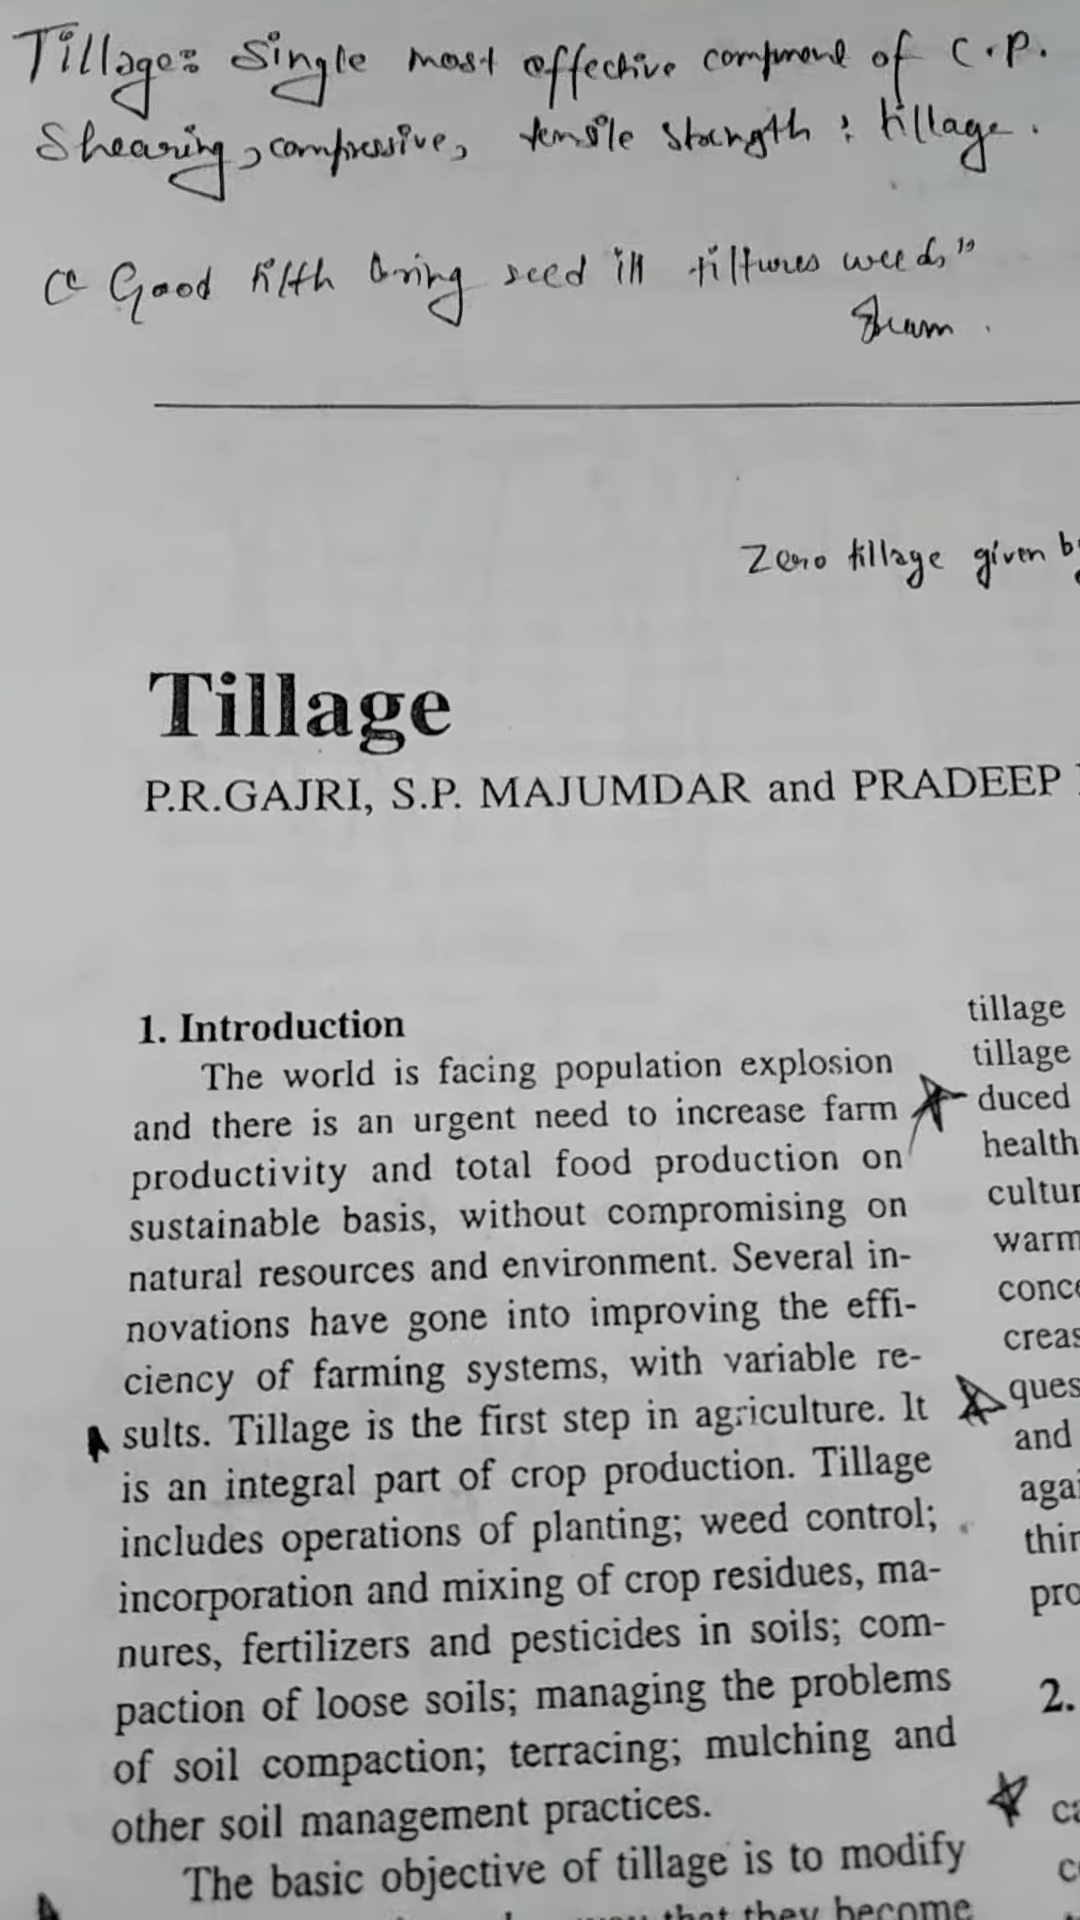 Tillage: Single most effective component of C.P.
Shearing, compressive, tensile strength : tillage.
"Good tilth bring seed ill tiltures weeds"
Zero tillage given
Tillage
P.R.GAJRI, S.P. MAJUMDAR and PRADEEP
1. Introduction
The world is facing population explosion
and there is an urgent need to increase farm
productivity and total food production on
sustainable basis, without compromising on
natural resources and environment. Several in-
novations have gone into improving the effi-
ciency of farming systems, with variable re-
sults. Tillage is the first step in agriculture. It
is an integral part of crop production. Tillage
includes operations of planting; weed control;
incorporation and mixing of crop residues, ma-
nures, fertilizers and pesticides in soils; com-
paction of loose soils; managing the problems
of soil compaction; terracing; mulching and
other soil management practices.
The basic objective of tillage is to modify
that they become
tillage
tillage
duced
health
cultur
warm
conce
creas
ques
and
agai
thin
pro
2.